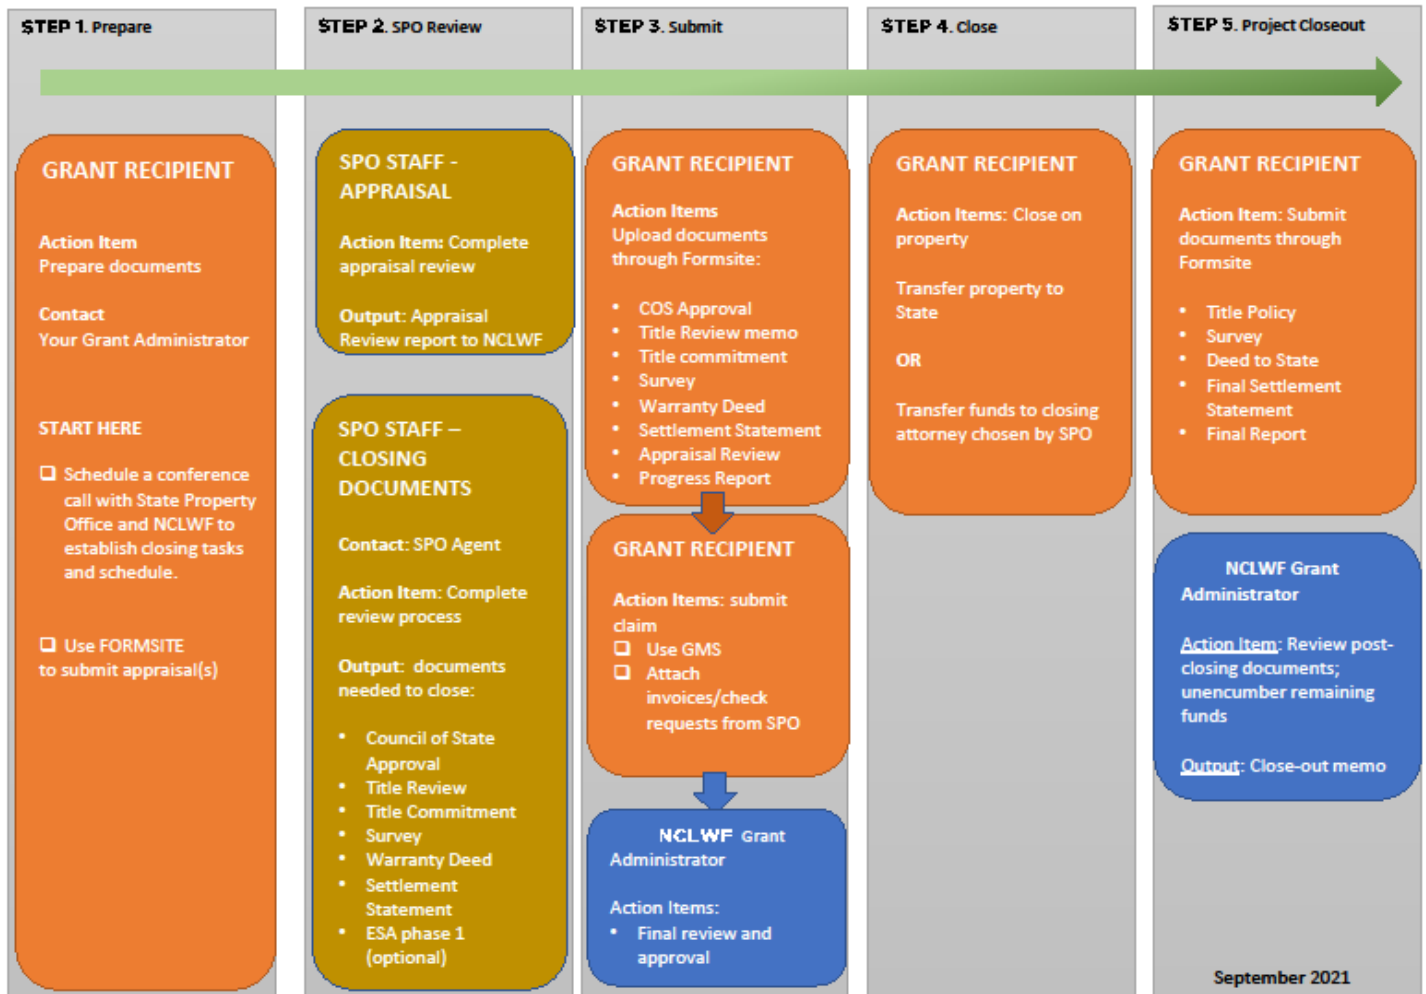 STEP 1. Prepare
GRANT RECIPIENT
Action Item
Prepare documents
Contact
Your Grant Administrator
START HERE
❑ Schedule a conference
call with State Property
Office and NCLWF to
establish closing tasks
and schedule.
❑ Use FORMSITE
to submit appraisal(s)
STEP 2. SPO Review
SPO STAFF -
APPRAISAL
Action Item: Complete
appraisal review
Output: Appraisal
Review report to NCLWF
SPO STAFF –
CLOSING
DOCUMENTS
Contact: SPO Agent
Action Item: Complete
review process
Output: documents
needed to close:
• Council of State
Approval
• Title Review
• Title Commitment
• Survey
• Warranty Deed
• Settlement
Statement
• ESA phase 1
(optional)
STEP 3. Submit
GRANT RECIPIENT
Action Items
Upload documents
through Formsite:
• COS Approval
• Title Review memo
• Title commitment
• Survey
• Warranty Deed
• Settlement Statement
• Appraisal Review
• Progress Report
GRANT RECIPIENT
Action Items: submit
claim
❑ Use GMS
❑ Attach
invoices/check
requests from SPO
NCLWF Grant
Administrator
Action Items:
• Final review and
approval
STEP 4. Close
GRANT RECIPIENT
Action Items: Close on
property
Transfer property to
State
OR
Transfer funds to closing
attorney chosen by SPO
STEP 5. Project Closeout
GRANT RECIPIENT
Action Item: Submit
documents through
Formsite
• Title Policy
• Survey
• Deed to State
• Final Settlement
Statement
• Final Report
NCLWF Grant
Administrator
Action Item: Review post-
closing documents;
unencumber remaining
funds
Output: Close-out memo
September 2021